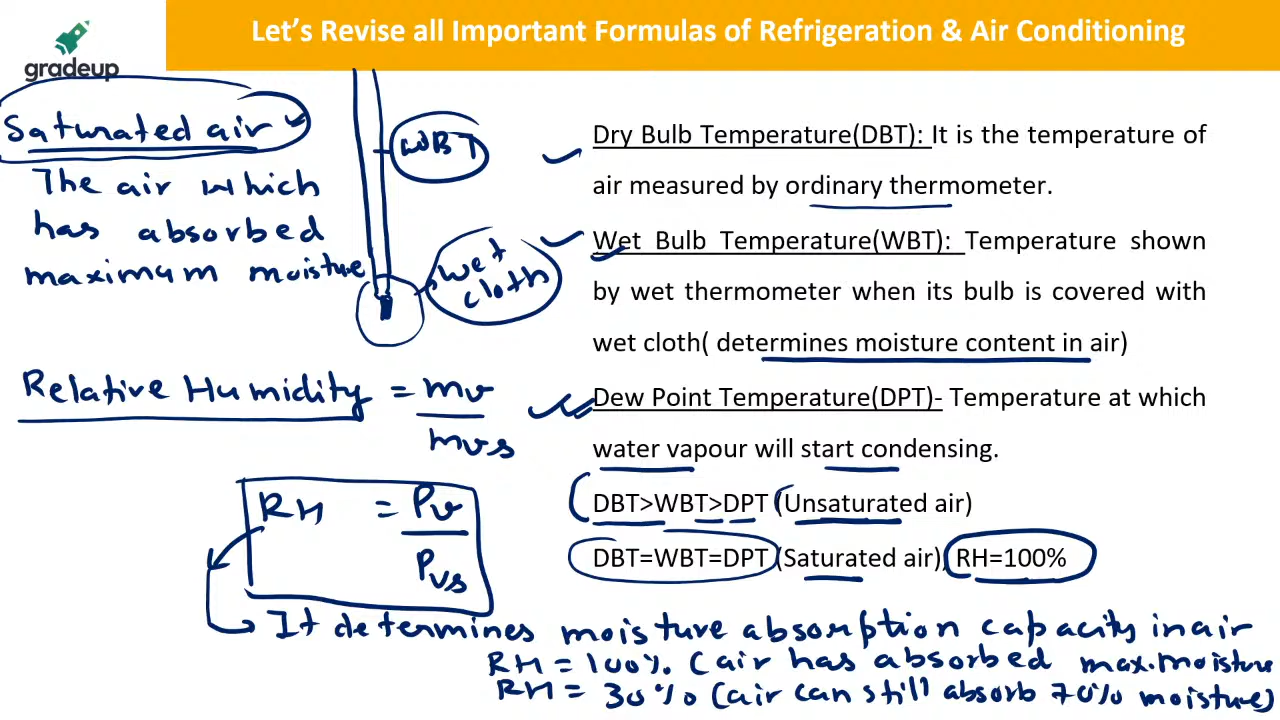 Let's Revise all Important Formulas of Refrigeration & Air Conditioning
gradeup
Saturated air
The air which
has absorbed
maximum moisture
WBT
wet
cloth
Dry Bulb Temperature(DBT): It is the temperature of
air measured by ordinary thermometer.
Wet Bulb Temperature(WBT): Temperature shown
by wet thermometer when its bulb is covered with
wet cloth( determines moisture content in air)
Relative Humidity = mv
mvs
Dew Point Temperature(DPT)- Temperature at which
water vapour will start condensing.
RH = Pv
Pvs
DBT>WBT>DPT (Unsaturated air)
DBT=WBT=DPT (Saturated air), RH=100%
It determines moisture absorption capacity in air
RH = 100%. (air has absorbed max.moisture
RH = 30% (air can still absorb 70% moisture)